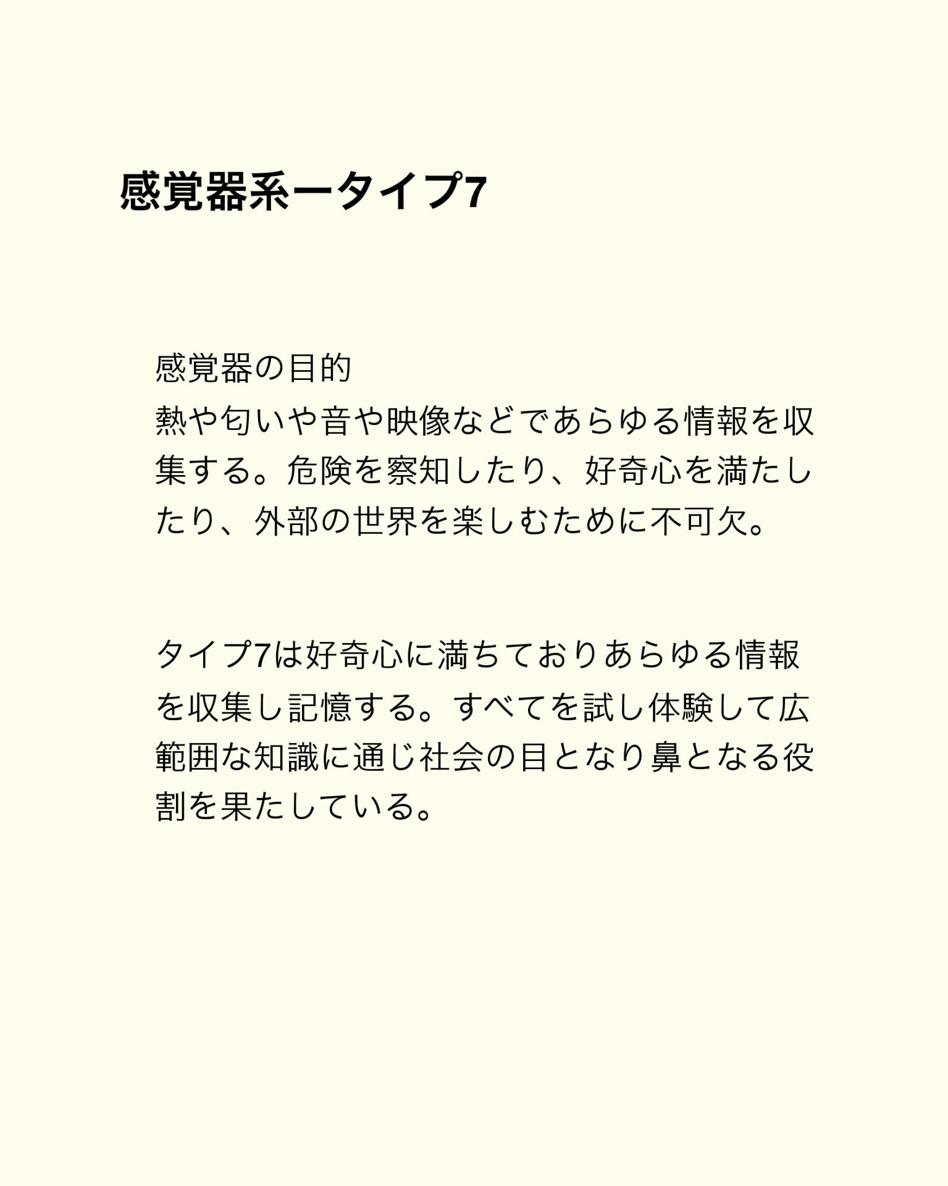 感覚器系ータイプ7
感覚器の目的
熱や匂いや音や映像などであらゆる情報を収
集する。危険を察知したり、好奇心を満たし
たり、外部の世界を楽しむために不可欠。
タイプ7は好奇心に満ちておりあらゆる情報
を収集し記憶する。すべてを試し体験して広
範囲な知識に通じ社会の目となり鼻となる役
割を果たしている。